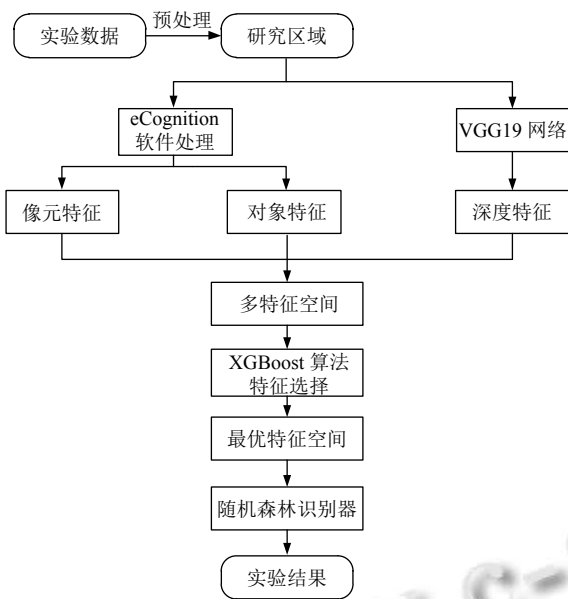 实验数据
预处理
研究区域
eCognition
软件处理
VGG19 网络
像元特征
对象特征
深度特征
多特征空间
XGBoost 算法
特征选择
最优特征空间
随机森林识别器
实验结果